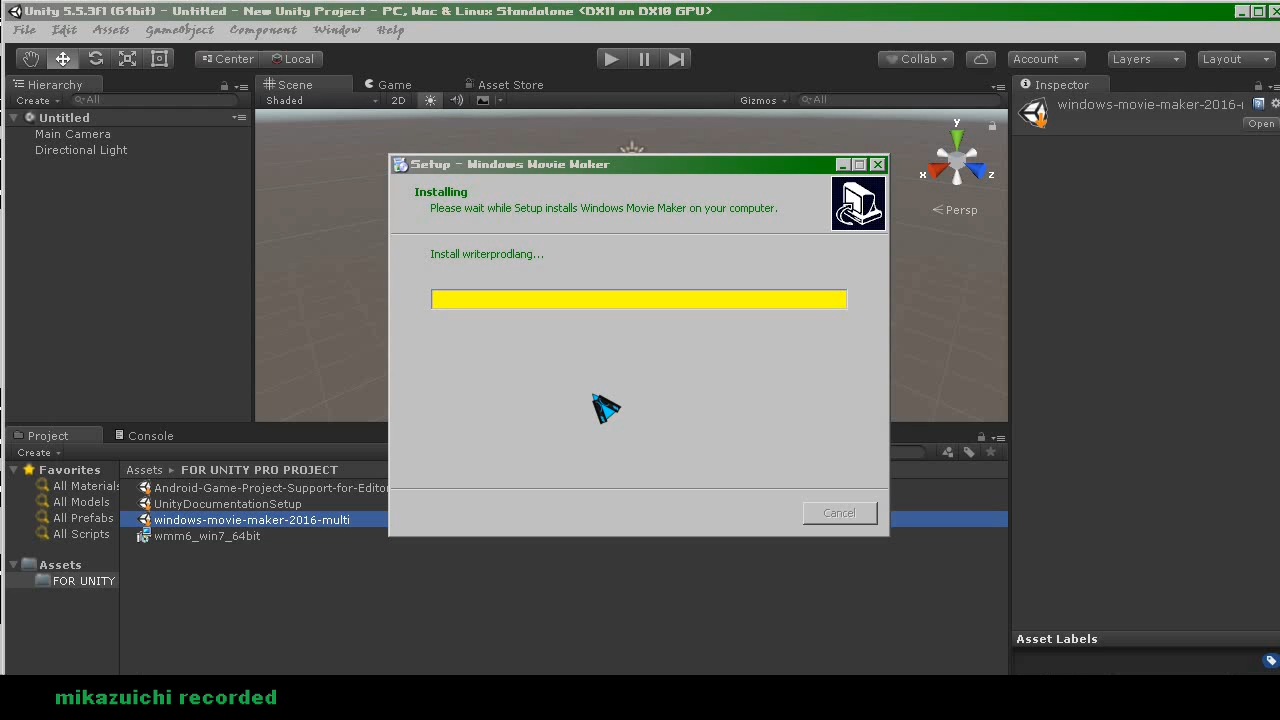 Unity 5.5.3f1 (64bit) - Untitled - New Unity Project - PC, Mac & Linux Standalone <DX11 on DX10 GPU>
File Edit Assets GameObject Component Window Help
Center Local Collab Account Layers Layout
Hierarchy Scene Game Asset Store Inspector
Create All Shaded 2D Gizmos All windows-movie-maker-2016-
Open
Untitled
Main Camera
Directional Light
y
x z
Persp
Setup - Windows Movie Maker
Installing
Please wait while Setup installs Windows Movie Maker on your computer.
Install writerprodlang...
Cancel
Project Console
Create
Favorites
All Materials
All Models
All Prefabs
All Scripts
Assets
FOR UNITY
Assets FOR UNITY PRO PROJECT
Android-Game-Project-Support-for-Editor
UnityDocumentationSetup
windows-movie-maker-2016-multi
wmm6_win7_64bit
Asset Labels
mikazuichi recorded